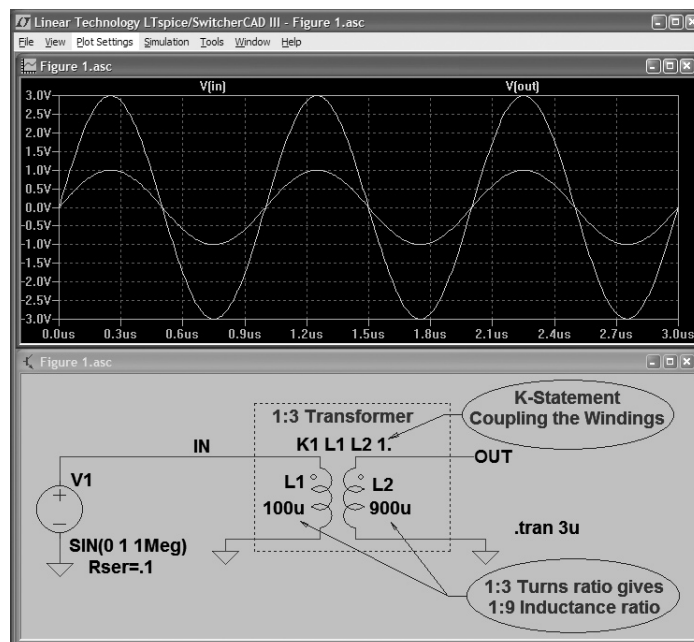 Linear Technology LTspice/SwitcherCAD III - Figure 1.asc
File View Plot Settings Simulation Tools Window Help
Figure 1.asc
V(in) V(out)
3.0V
2.5V
2.0V
1.5V
1.0V
0.5V
0.0V
-0.5V
-1.0V
-1.5V
-2.0V
-2.5V
-3.0V
0.0us 0.3us 0.6us 0.9us 1.2us 1.5us 1.8us 2.1us 2.4us 2.7us 3.0us
Figure 1.asc
K-Statement
Coupling the Windings
1:3 Transformer
K1 L1 L2 1.
IN
OUT
V1
L1
L2
100u
900u
.tran 3u
SIN(0 1 1Meg)
Rser=.1
1:3 Turns ratio gives
1:9 Inductance ratio